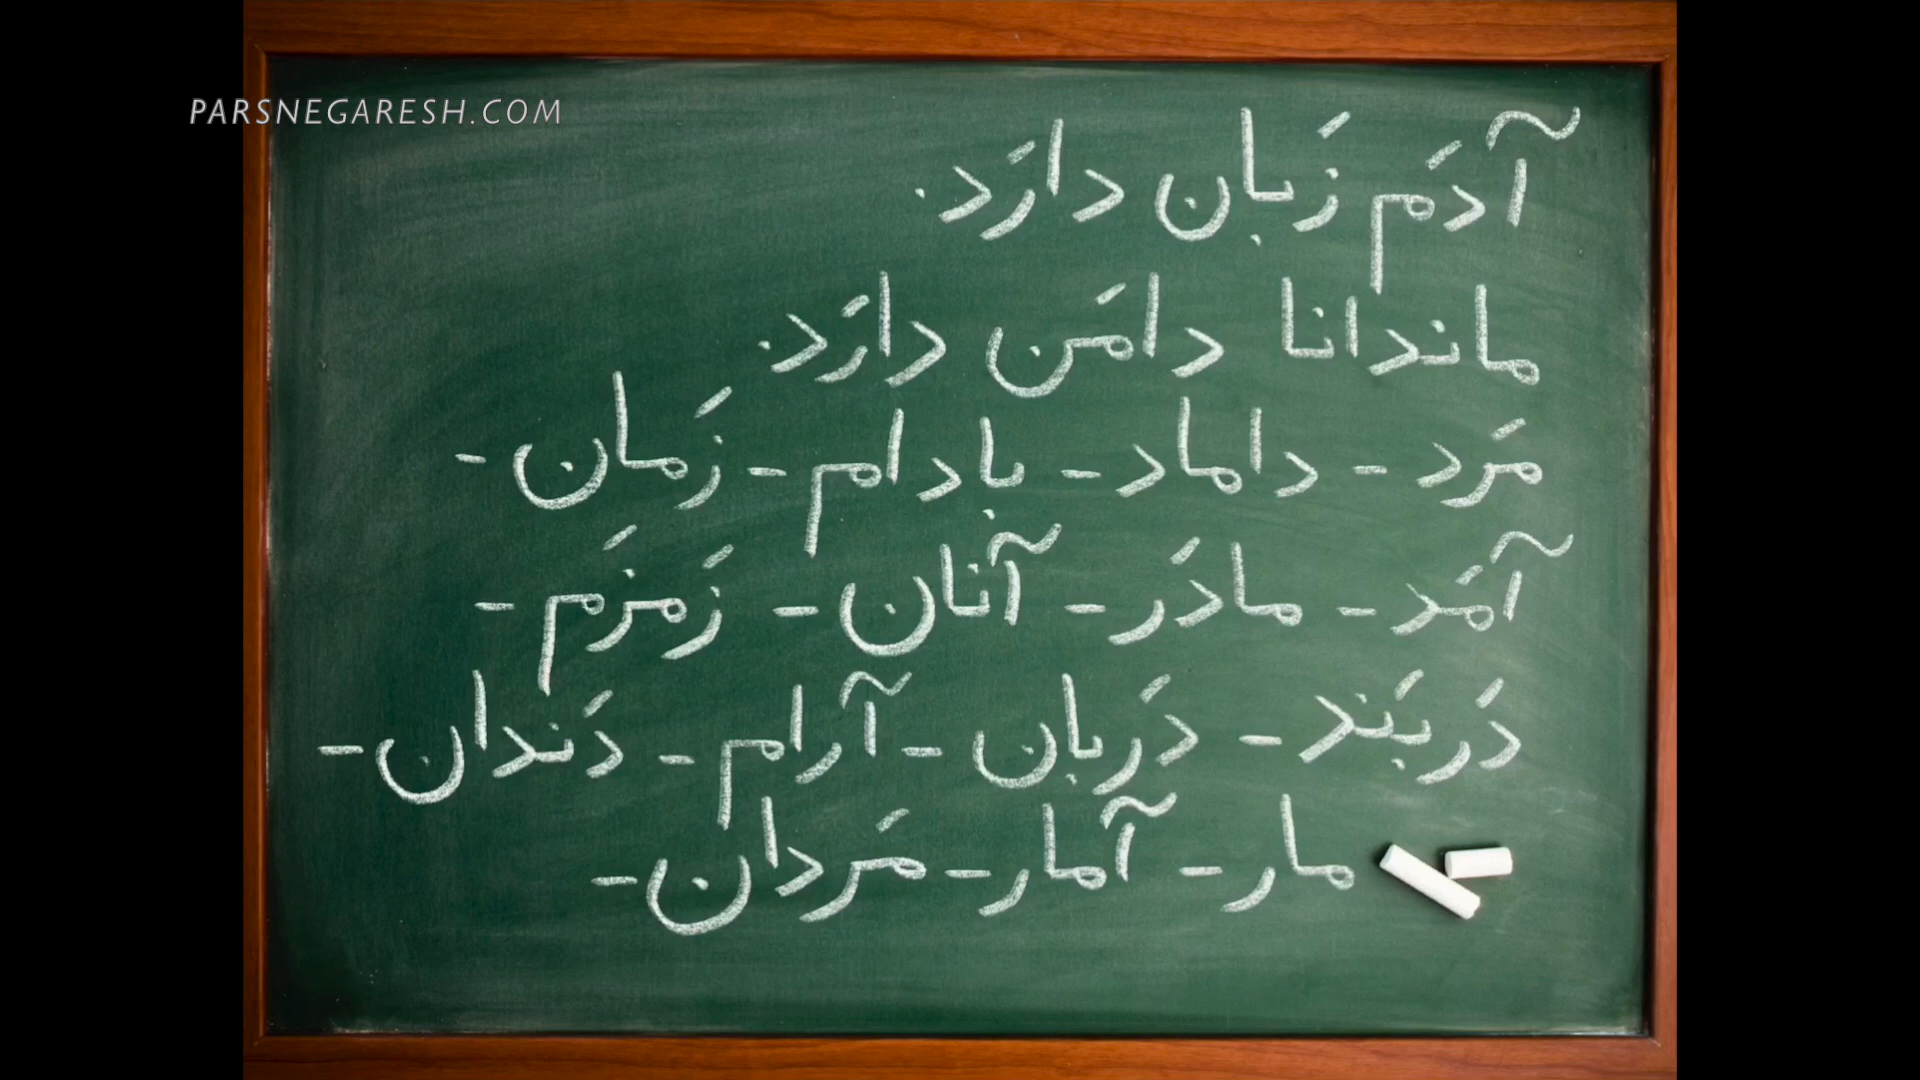 PARSNEGARESH.COM
آدَم زَبان دارَد.
ماندانا دامَن دارَد.
مَرد - داماد - بادام - زَمان -
آمَد - مادَر - آنان - زَمزَم -
دَربَند - دَربان - آرام - دَندان -
مار - آمار - مَردان -